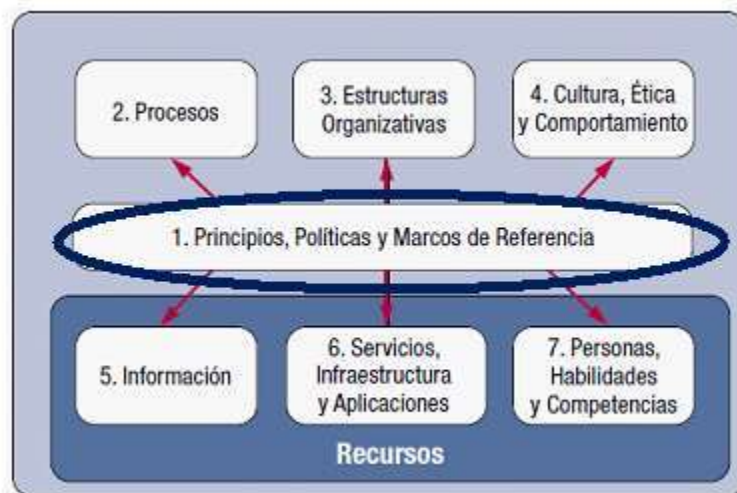 2. Procesos
3. Estructuras
Organizativas
4. Cultura, Ética
y Comportamiento
1. Principios, Políticas y Marcos de Referencia
5. Información
6. Servicios,
Infraestructura
y Aplicaciones
7. Personas,
Habilidades
y Competencias
Recursos